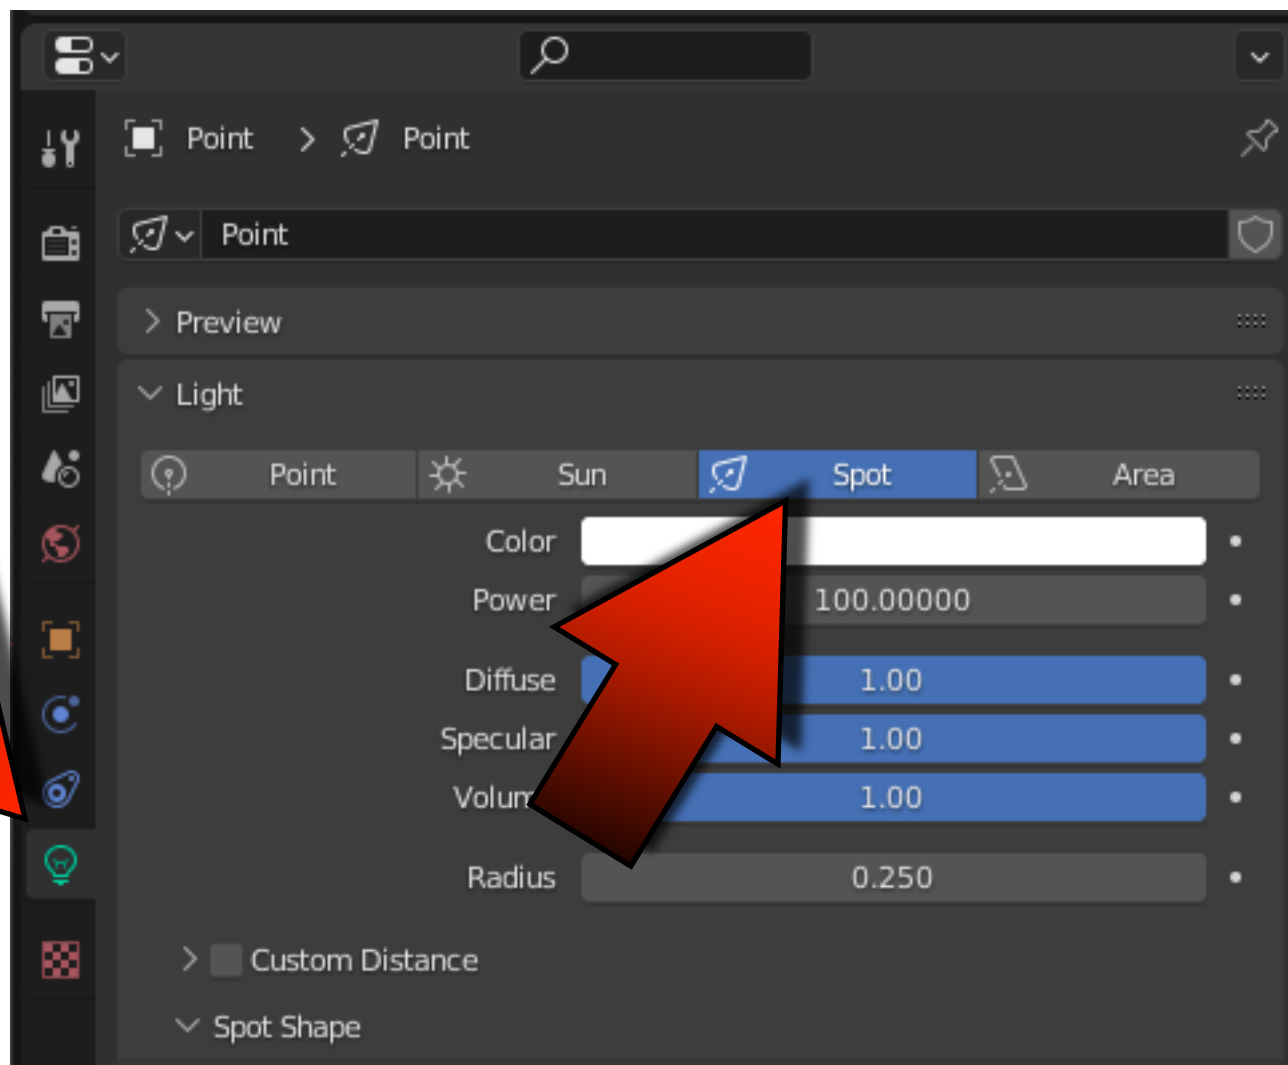 Point > Point
Point
Preview
Light
Point Sun Spot Area
Color
Power 100.00000
Diffuse 1.00
Specular 1.00
1.00
Radius 0.250
Custom Distance
Spot Shape